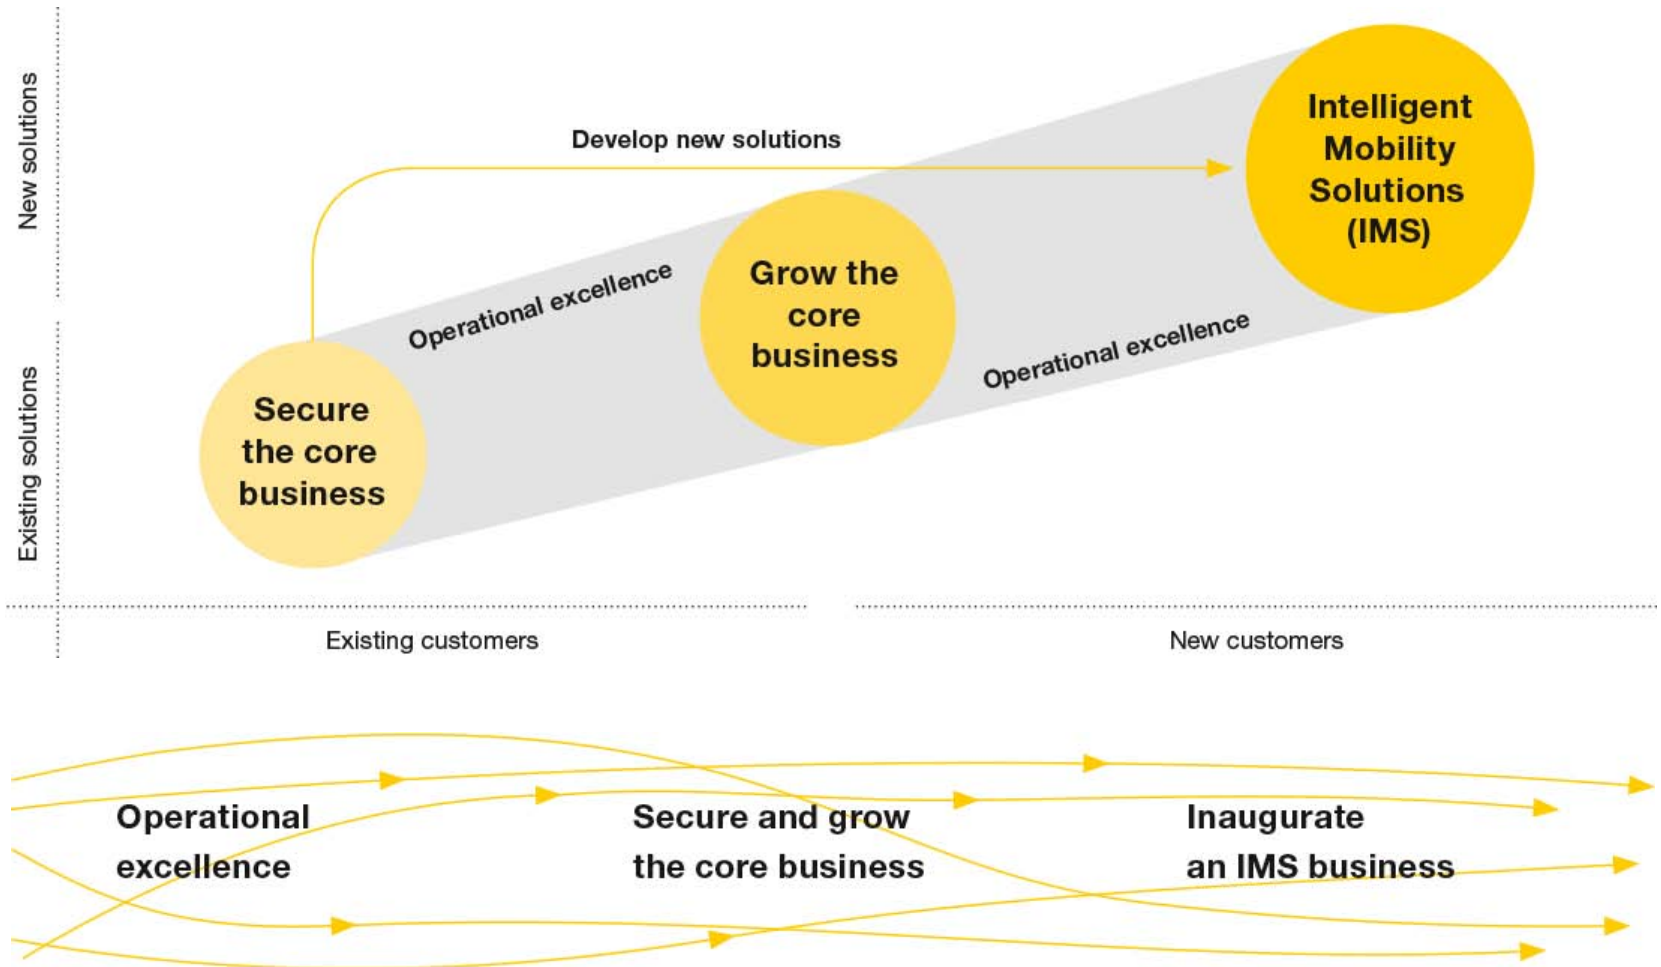 New solutions
Existing solutions
Develop new solutions
Intelligent
Mobility
Solutions
(IMS)
Operational excellence
Grow the
core
business
Operational excellence
Secure
the core
business
Existing customers
New customers
Operational
excellence
Secure and grow
the core business
Inaugurate
an IMS business